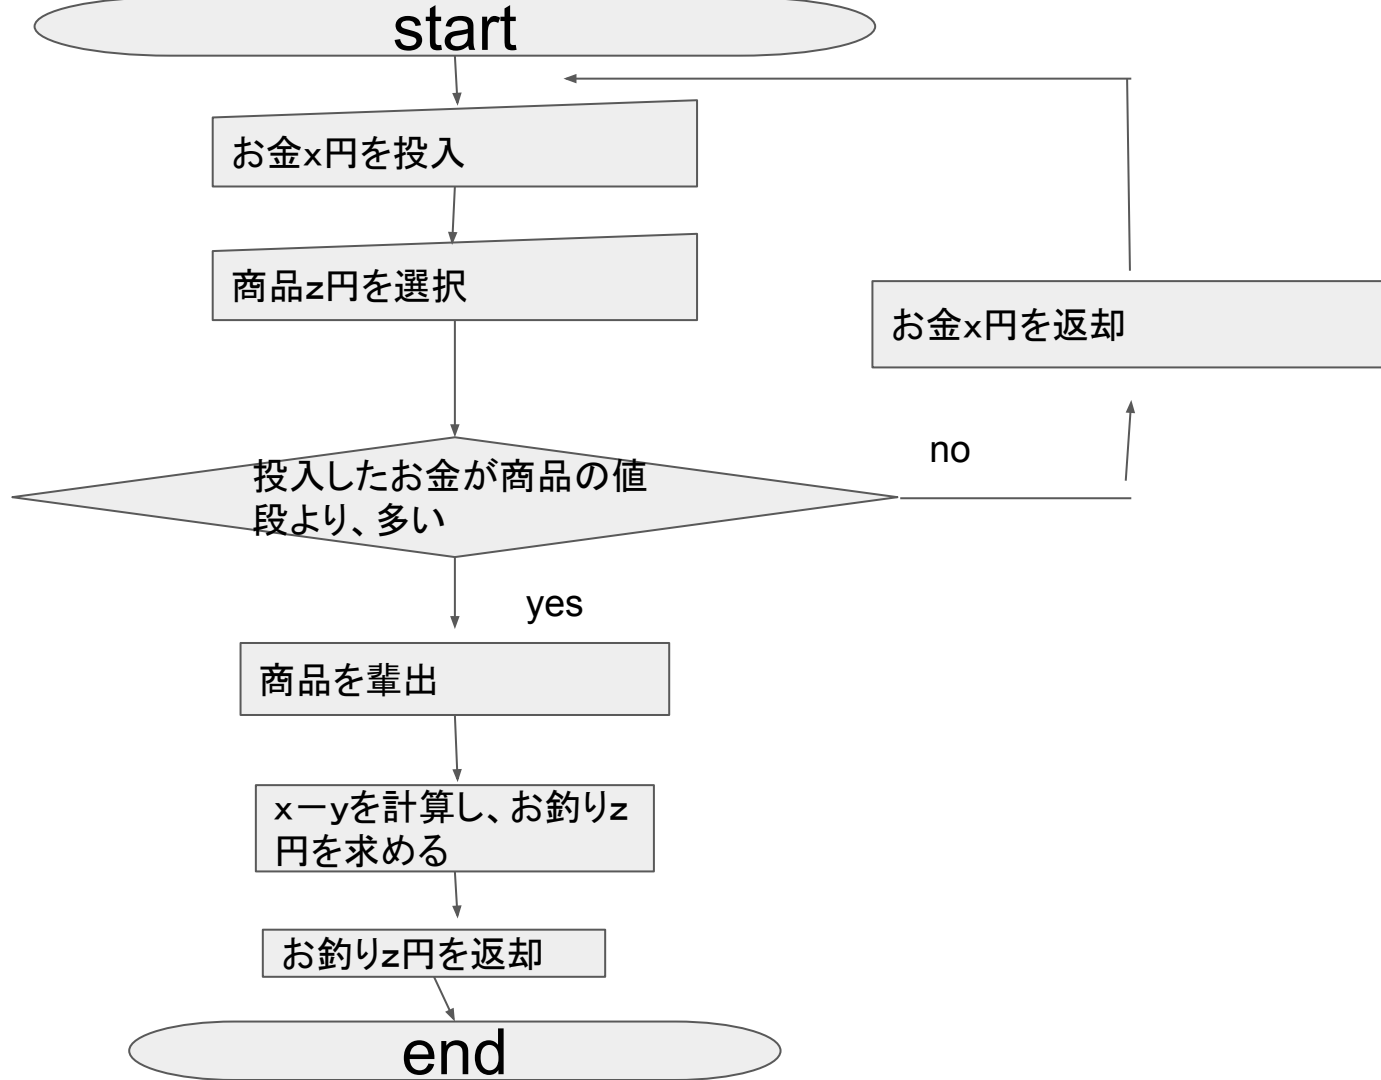 start
お金x円を投入
商品z円を選択
お金x円を返却
投入したお金が商品の値
段より、多い
no
yes
商品を輩出
x－yを計算し、お釣りz
円を求める
お釣りz円を返却
end